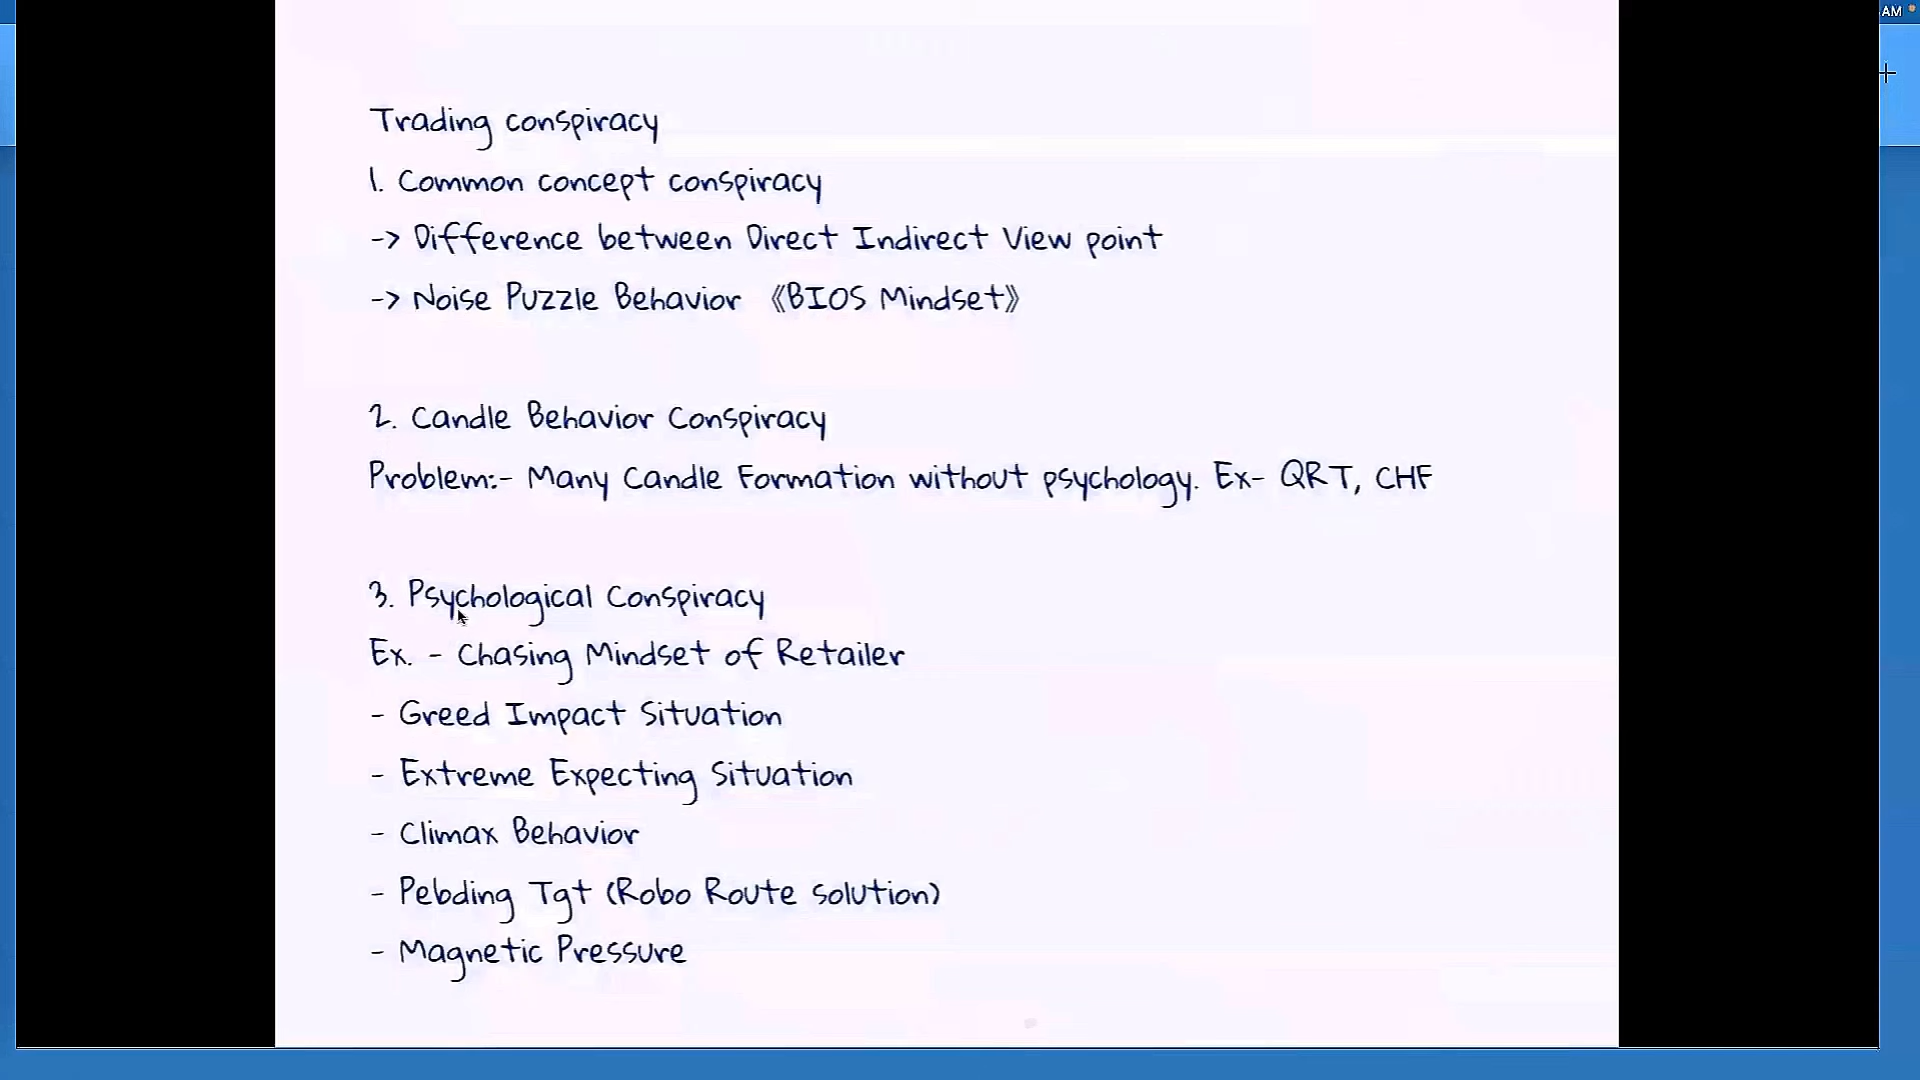 AM
Trading conspiracy
1. Common concept conspiracy
-> Difference between Direct Indirect View point
-> Noise Puzzle Behavior 《BIOS Mindset》
2. Candle Behavior Conspiracy
Problem:- Many Candle Formation without psychology. Ex- QRT, CHF
3. Psychological Conspiracy
Ex. - Chasing Mindset of Retailer
- Greed Impact Situation
- Extreme Expecting Situation
- Climax Behavior
- Pebding Tgt (Robo Route solution)
- Magnetic Pressure